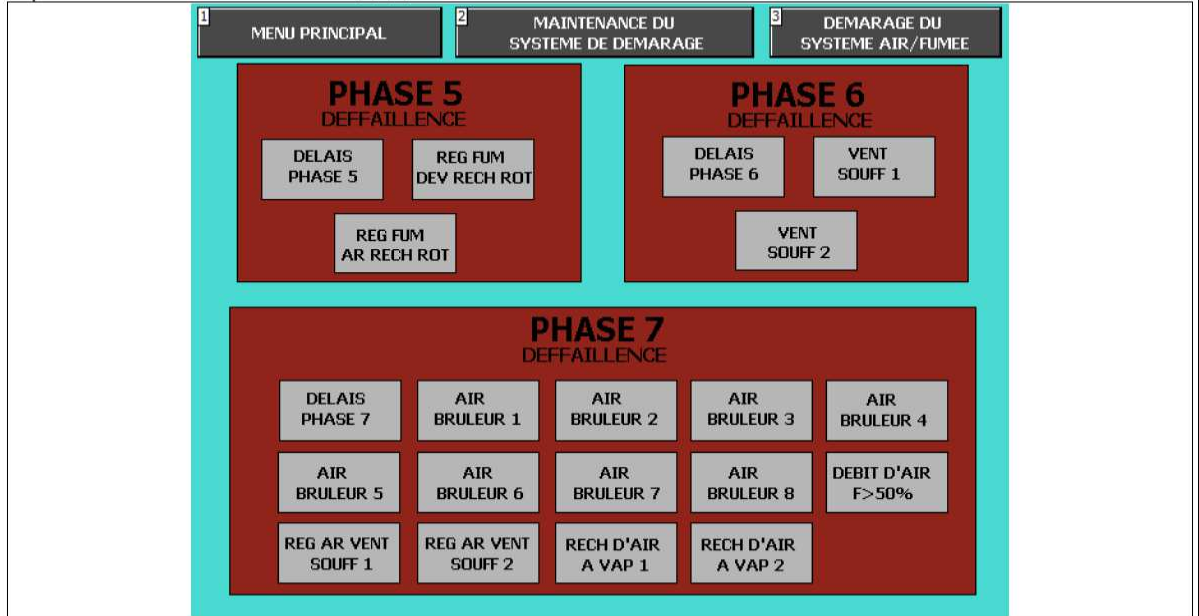 1
MENU PRINCIPAL
2
MAINTENANCE DU
SYSTEME DE DEMARAGE
3
DEMARAGE DU
SYSTEME AIR/FUMEE
PHASE 5
DEFFAILLENCE
DELAIS
PHASE 5
REG FUM
DEV RECH ROT
REG FUM
AR RECH ROT
PHASE 6
DEFFAILLENCE
DELAIS
PHASE 6
VENT
SOUFF 1
VENT
SOUFF 2
PHASE 7
DEFFAILLENCE
DELAIS
PHASE 7
AIR
BRULEUR 1
AIR
BRULEUR 2
AIR
BRULEUR 3
AIR
BRULEUR 4
AIR
BRULEUR 5
AIR
BRULEUR 6
AIR
BRULEUR 7
AIR
BRULEUR 8
DEBIT D'AIR
F>50%
REG AR VENT
SOUFF 1
REG AR VENT
SOUFF 2
RECH D'AIR
A VAP 1
RECH D'AIR
A VAP 2